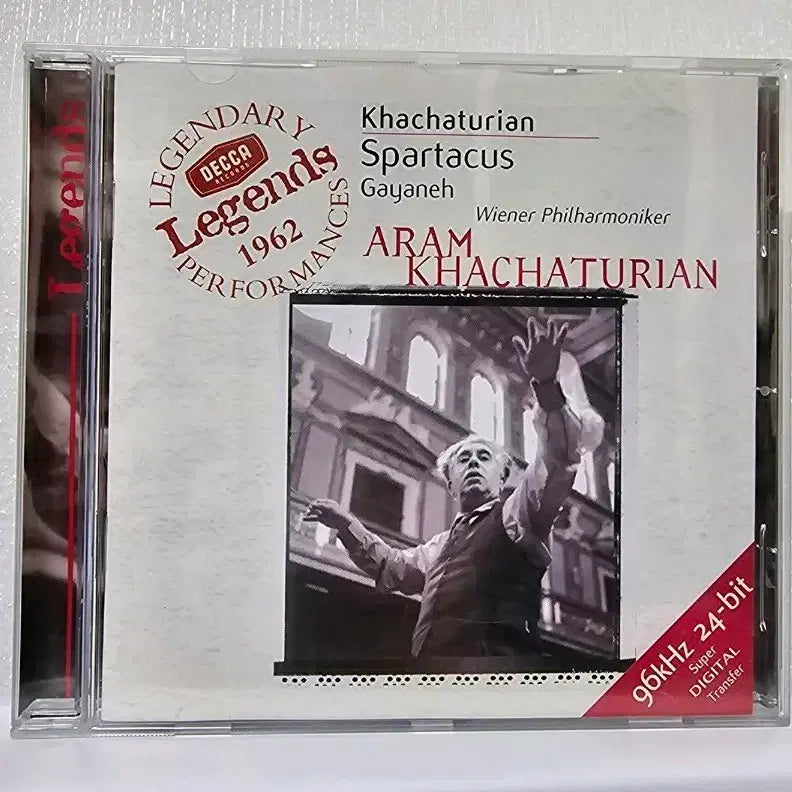 Legends
LEGENDARY
DECCA
RECORDS
Legends
1962
PERFORMANCES
Khachaturian
Spartacus
Gayaneh
Wiener Philharmoniker
ARAM
KHACHATURIAN
96kHz 24-bit
Super
DIGITAL
Transfer